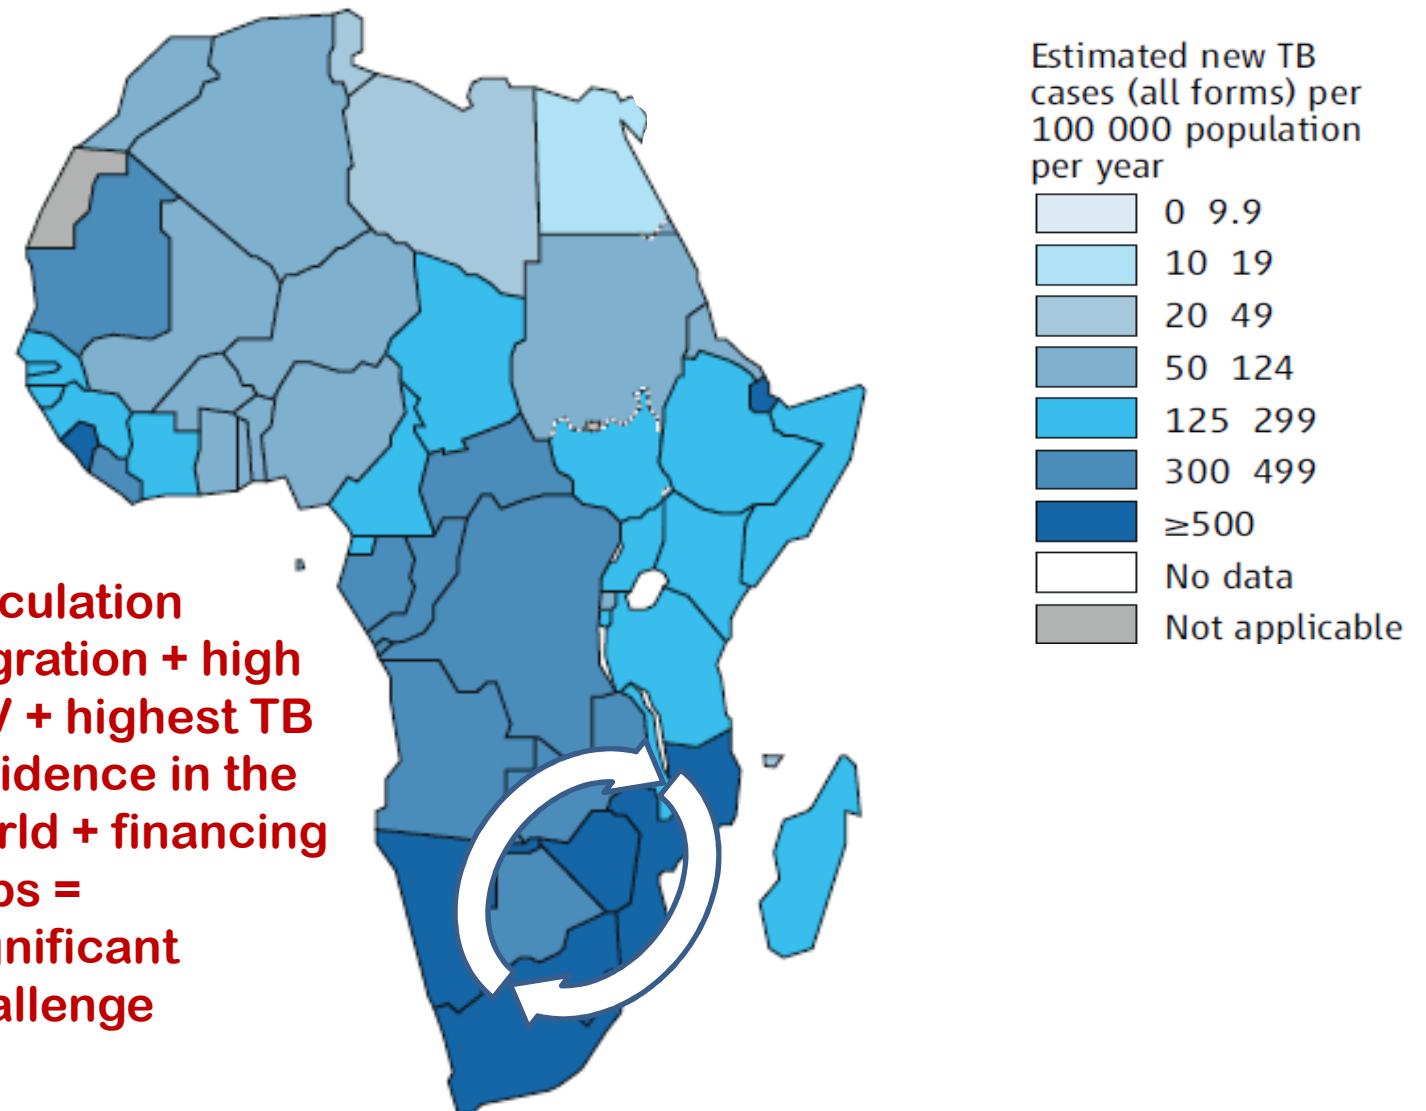 Estimated new TB
cases (all forms) per
100 000 population
per year
0 9.9
10 19
20 49
50 124
125 299
300 499
≥500
No data
Not applicable
culation
gration + high
V + highest TB
idence in the
rld + financing
ps =
gnificant
allenge